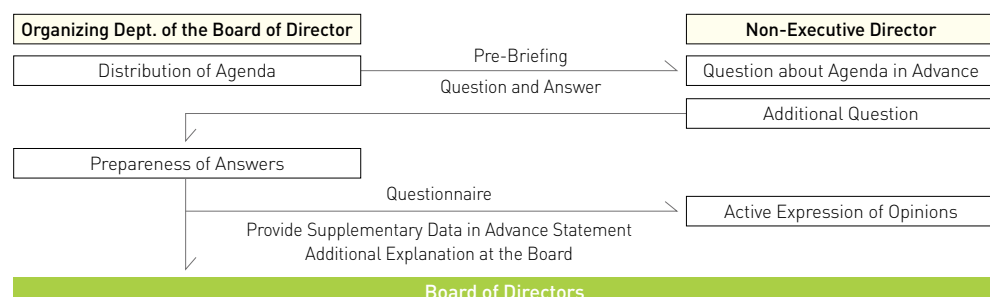 Organizing Dept. of the Board of Director
Non-Executive Director
Distribution of Agenda
Pre-Briefing
Question and Answer
Question about Agenda in Advance
Additional Question
Prepareness of Answers
Questionnaire
Provide Supplementary Data in Advance Statement
Additional Explanation at the Board
Active Expression of Opinions
Board of Directors